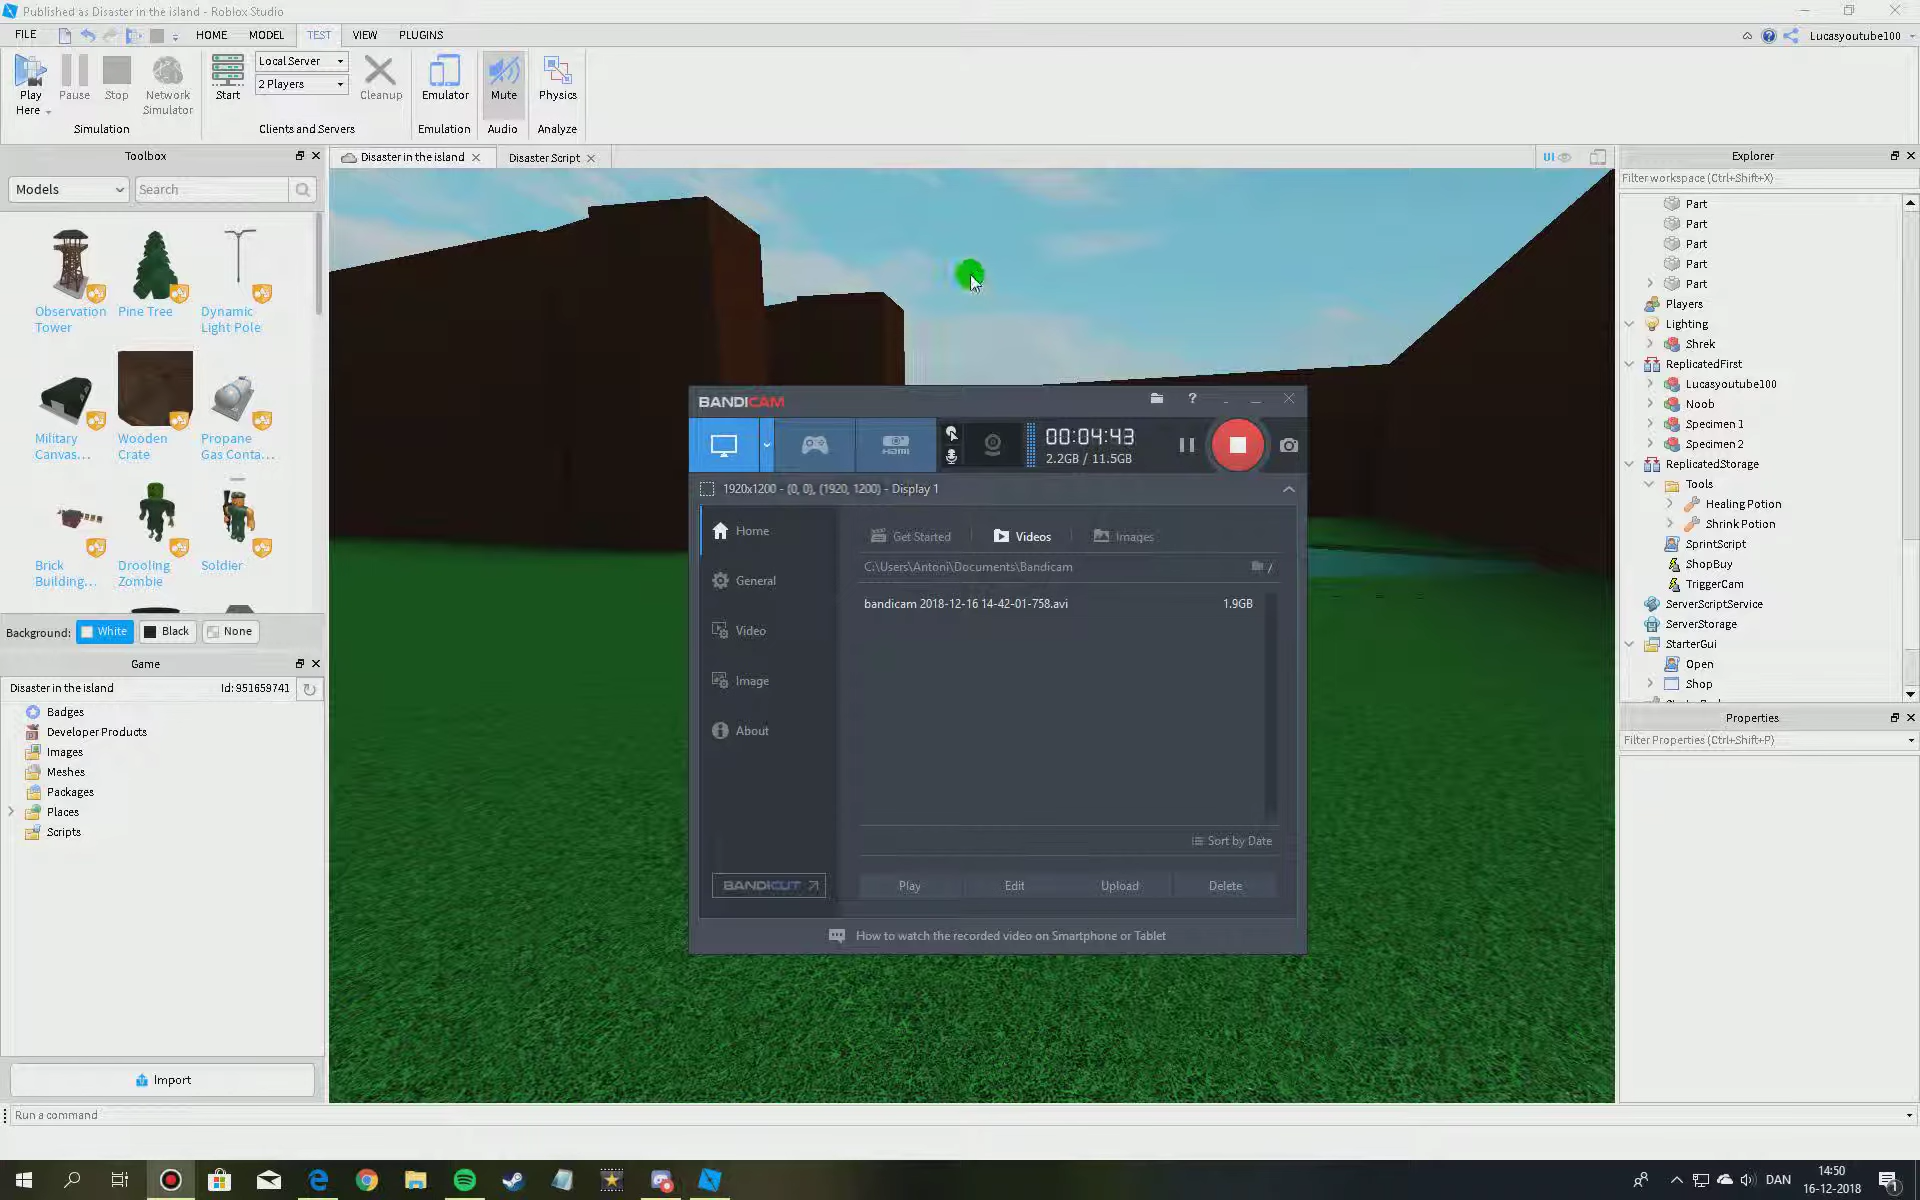 Published as Disaster in the island - Roblox Studio
FILE
HOME
MODEL
TEST
VIEW
PLUGINS
Lucasyoutube100
Play
Here
Pause
Stop
Network
Simulator
Simulation
Start
Local Server
2 Players
Cleanup
Clients and Servers
Emulator
Emulation
Mute
Audio
Physics
Analyze
Toolbox
Models
Search
Observation
Tower
Pine Tree
Dynamic
Light Pole
Military
Canvas...
Wooden
Crate
Propane
Gas Conta...
Brick
Building...
Drooling
Zombie
Soldier
Background:
White
Black
None
Game
Disaster in the island
Id: 951659741
Badges
Developer Products
Images
Meshes
Packages
Places
Scripts
Import
Run a command
Disaster in the island
Disaster Script
UI
BANDICAM
HDMI
00:04:43
2.2GB / 11.5GB
1920x1200 - (0, 0), (1920, 1200) - Display 1
Home
General
Video
Image
About
BANDICUT
Get Started
Videos
Images
C:\Users\Antoni\Documents\Bandicam
/
bandicam 2018-12-16 14-42-01-758.avi
1.9GB
Sort by Date
Play
Edit
Upload
Delete
How to watch the recorded video on Smartphone or Tablet
Explorer
Filter workspace (Ctrl+Shift+X)
Part
Part
Part
Part
Part
Players
Lighting
Shrek
ReplicatedFirst
Lucasyoutube100
Noob
Specimen 1
Specimen 2
ReplicatedStorage
Tools
Healing Potion
Shrink Potion
SprintScript
ShopBuy
TriggerCam
ServerScriptService
ServerStorage
StarterGui
Open
Shop
Properties
Filter Properties (Ctrl+Shift+P)
DAN
14:50
16-12-2018
1